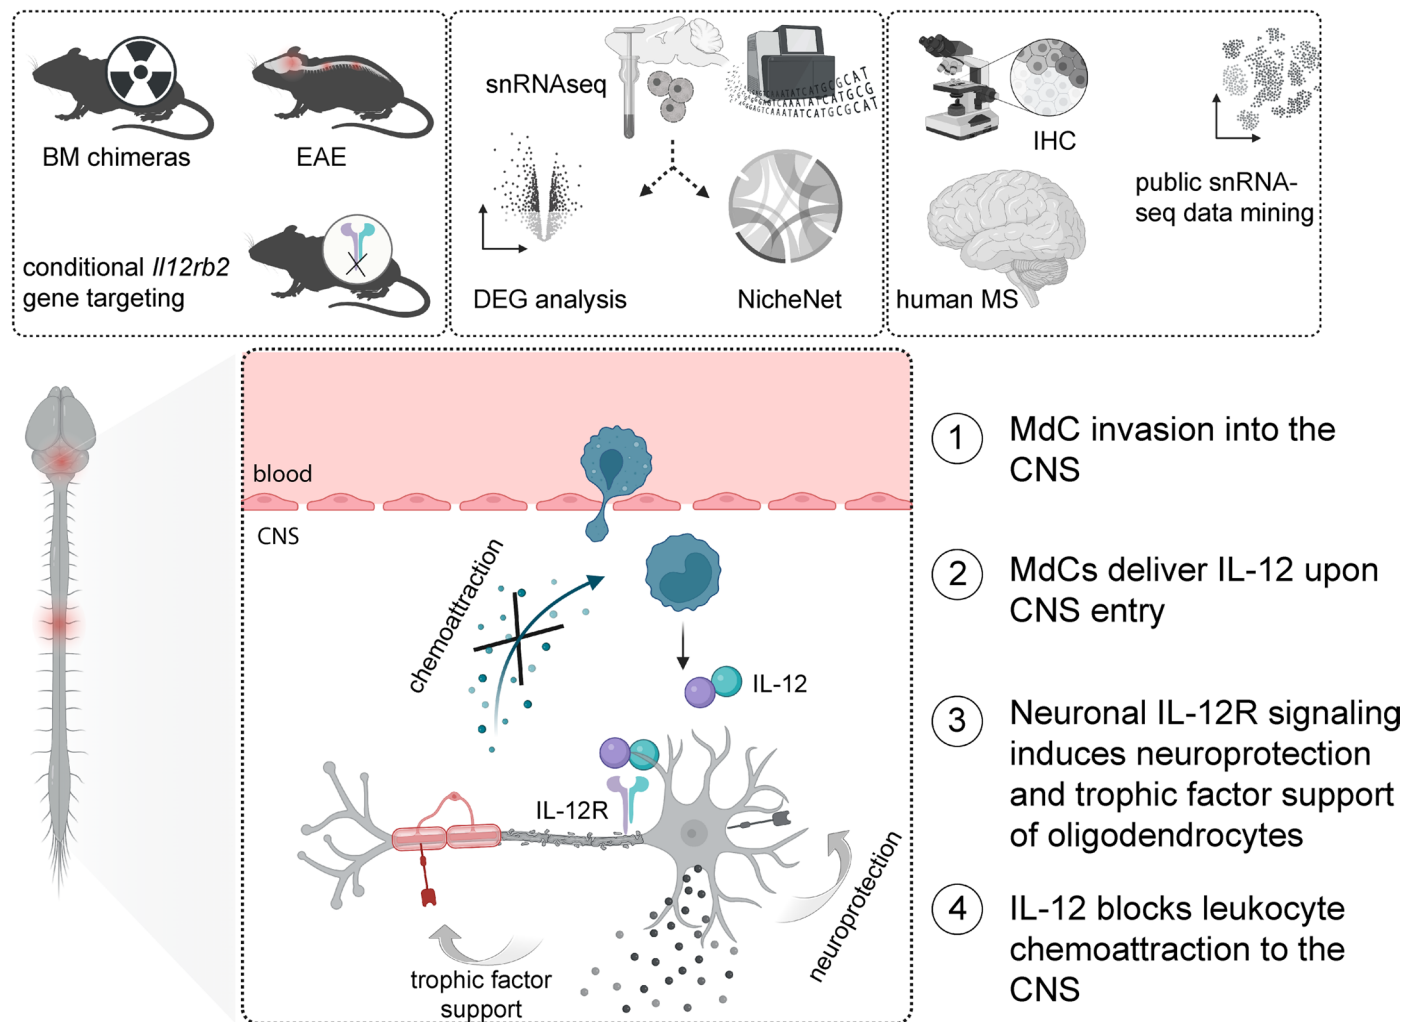 BM chimeras
EAE
conditional Il12rb2
gene targeting
snRNAseq
DEG analysis
NicheNet
IHC
public snRNA-
seq data mining
human MS
blood
CNS
chemoattraction
IL-12
IL-12R
trophic factor
support
neuroprotection
1
MdC invasion into the
CNS
2
MdCs deliver IL-12 upon
CNS entry
3
Neuronal IL-12R signaling
induces neuroprotection
and trophic factor support
of oligodendrocytes
4
IL-12 blocks leukocyte
chemoattraction to the
CNS